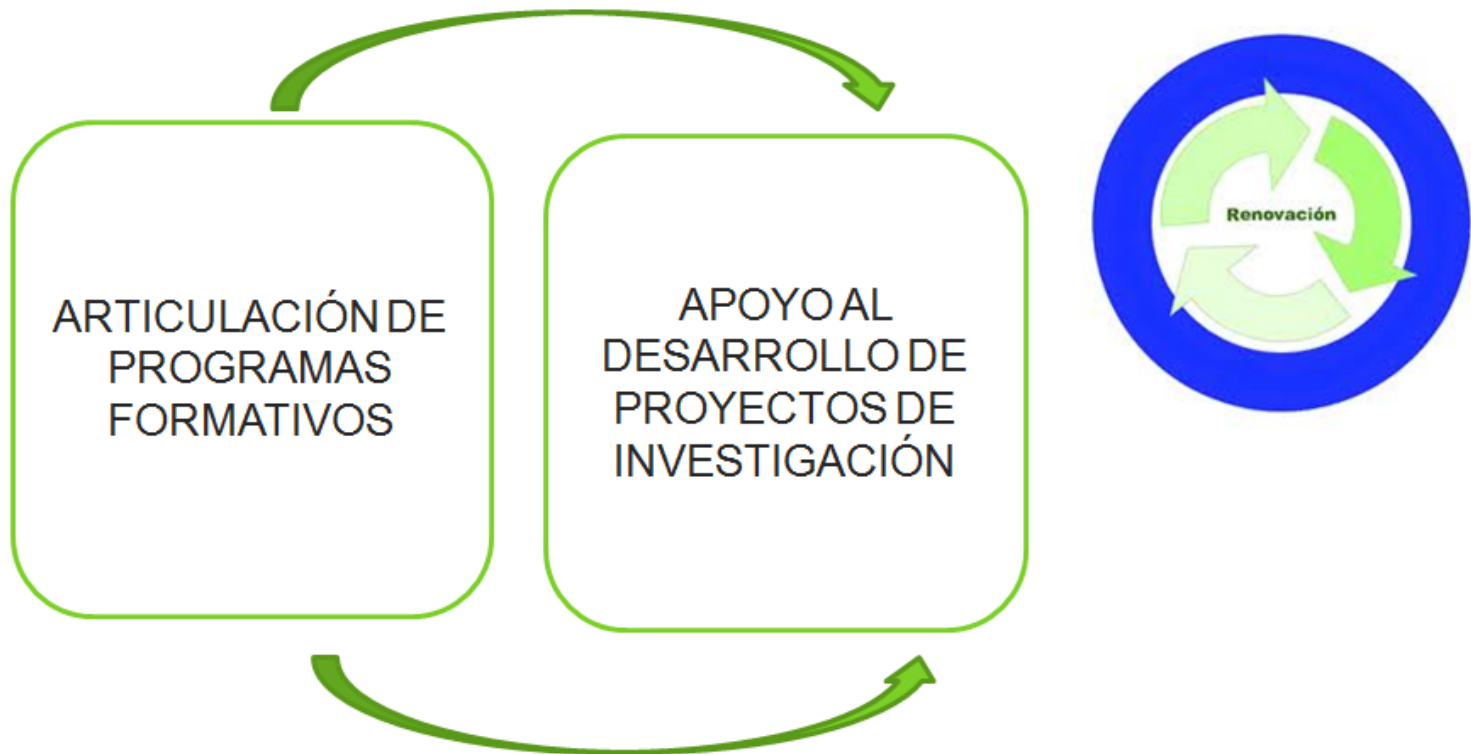 ARTICULACIÓN DE
PROGRAMAS
FORMATIVOS
APOYO AL
DESARROLLO DE
PROYECTOS DE
INVESTIGACIÓN
Renovación